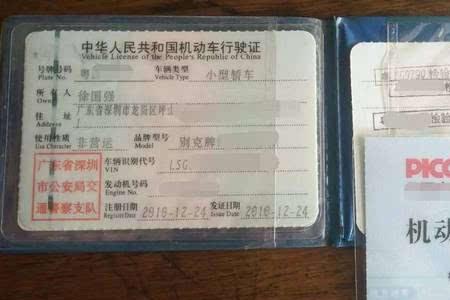 中华人民共和国机动车行驶证
Vehicle License of the People's Republic of China
号牌号码 粤 车辆类型 小型轿车
Plate No. Vehicle Type
所有人 徐国强
Owner
住址 广东省深圳市龙岗区坪山
Address
使用性质 非营运 品牌型号 别克牌
Use Character Model
广东省深圳
市公安局交
通警察支队
车辆识别代号 LSG
VIN
发动机号码
Engine No.
注册日期 2010-12-24 发证日期 2010-12-24
Register Date Issue Date
检验
PICC
机动